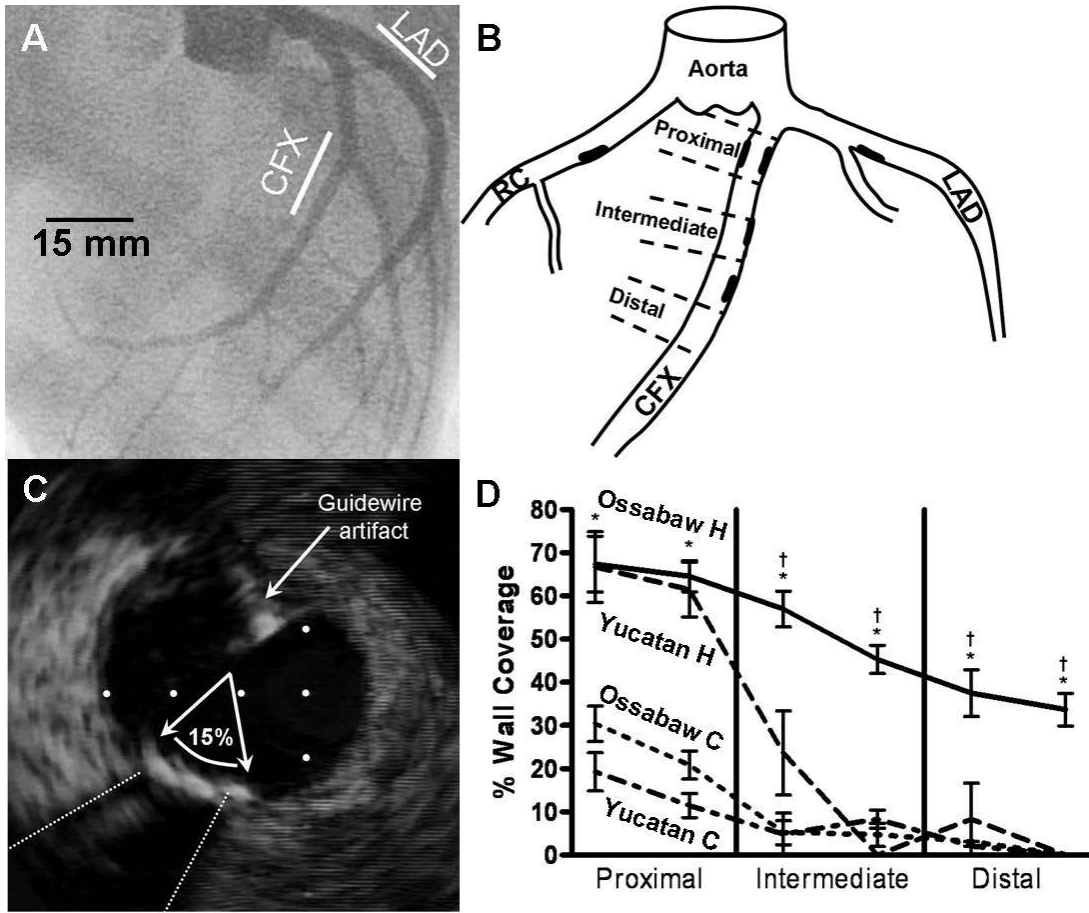 A
LAD
CFX
15 mm
B
Aorta
Proximal
RC
Intermediate
LAD
Distal
CFX
C
Guidewire
artifact
15%
D
% Wall Coverage
80
70
60
50
40
30
20
10
0
Ossabaw H
Yucatan H
Ossabaw C
Yucatan C
*
*
†
*
†
*
†
*
†
*
Proximal
Intermediate
Distal